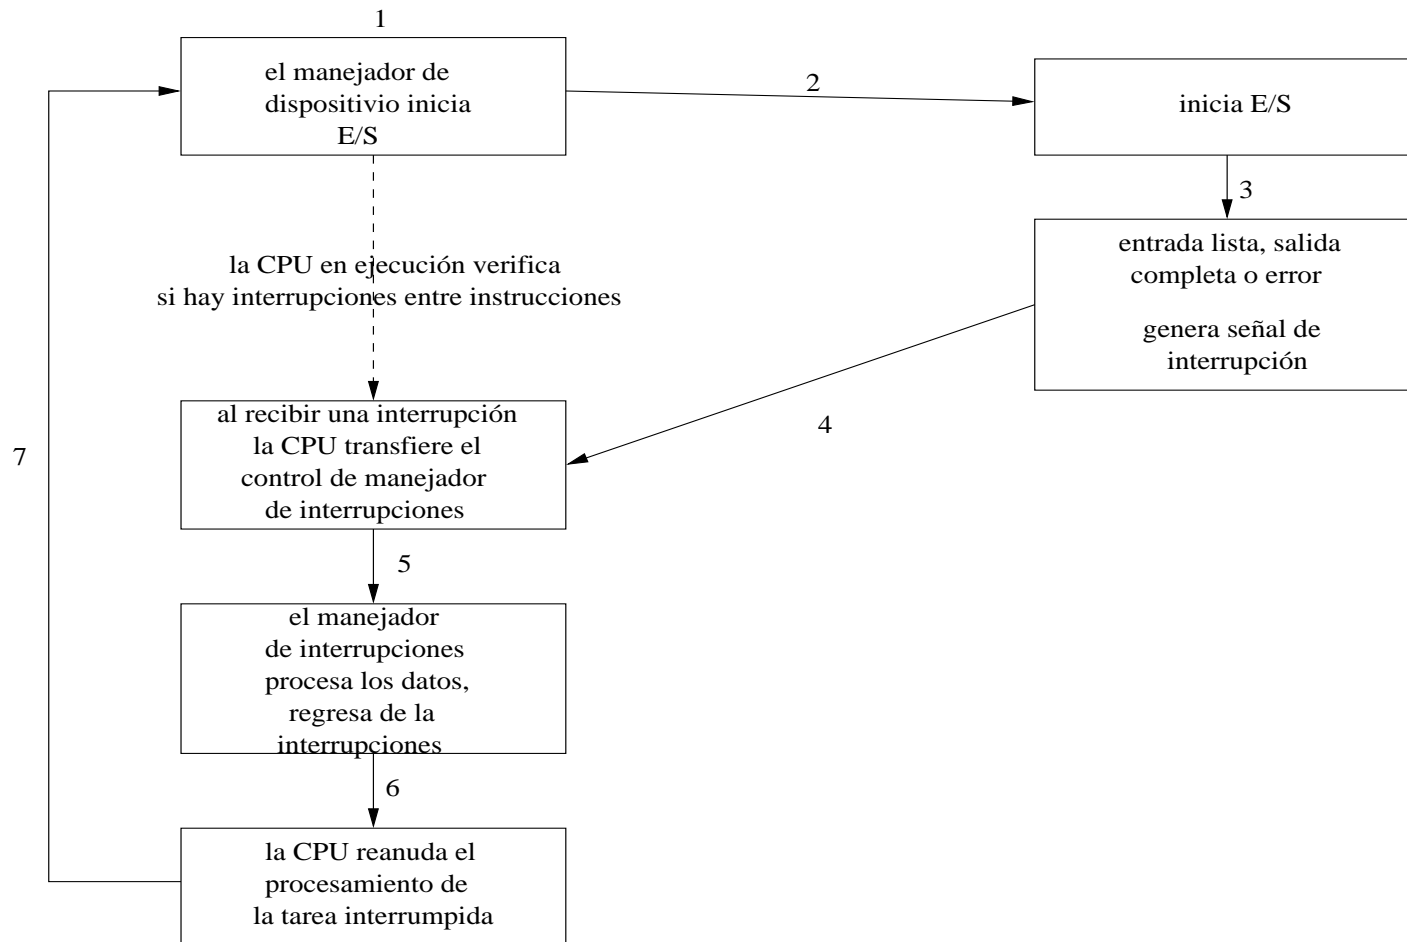 1
el manejador de
dispositivio inicia
E/S
2
inicia E/S
3
entrada lista, salida
completa o error
genera señal de
interrupción
la CPU en ejecución verifica
si hay interrupciones entre instrucciones
4
al recibir una interrupción
la CPU transfiere el
control de manejador
de interrupciones
7
5
el manejador
de interrupciones
procesa los datos,
regresa de la
interrupciones
6
la CPU reanuda el
procesamiento de
la tarea interrumpida